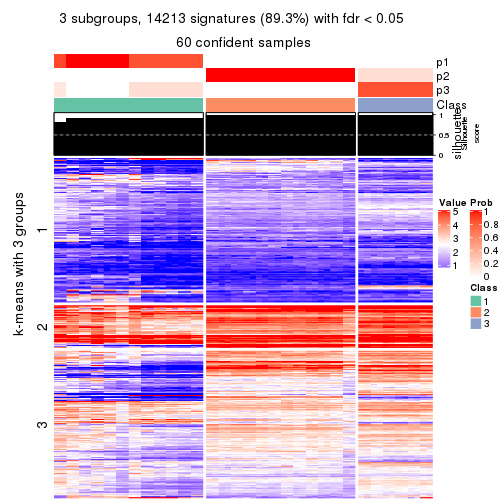 3 subgroups, 14213 signatures (89.3%) with fdr < 0.05
60 confident samples
p1
p2
p3
Class
silhouette
Silhouette
score
1
0.5
0
k-means with 3 groups
1
2
3
Value
5
4
3
2
1
Prob
1
0.8
0.6
0.4
0.2
0
Class
1
2
3